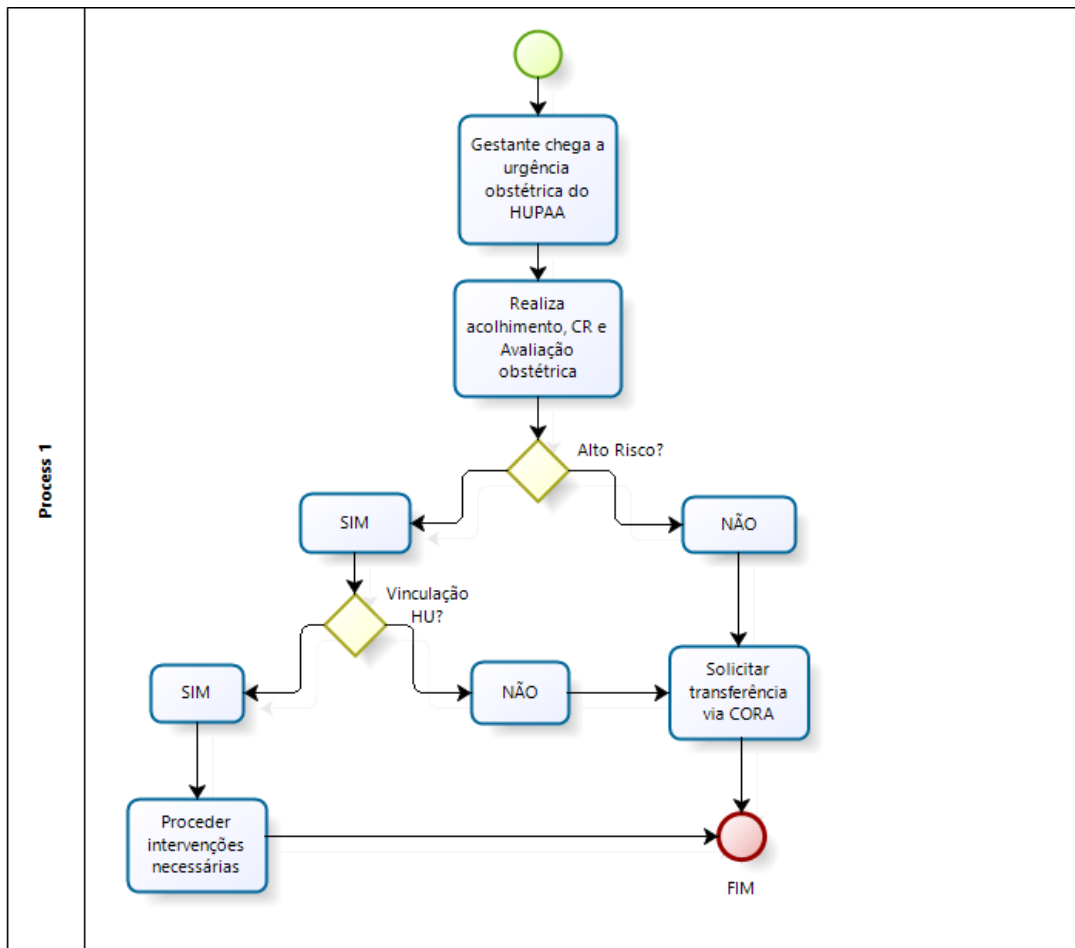 Process 1
Gestante chega a
urgência
obstétrica do
HUPAA
Realiza
acolhimento, CR e
Avaliação
obstétrica
Alto Risco?
SIM
NÃO
Vinculação
HU?
SIM
NÃO
Solicitar
transferência
via CORA
Proceder
intervenções
necessárias
FIM